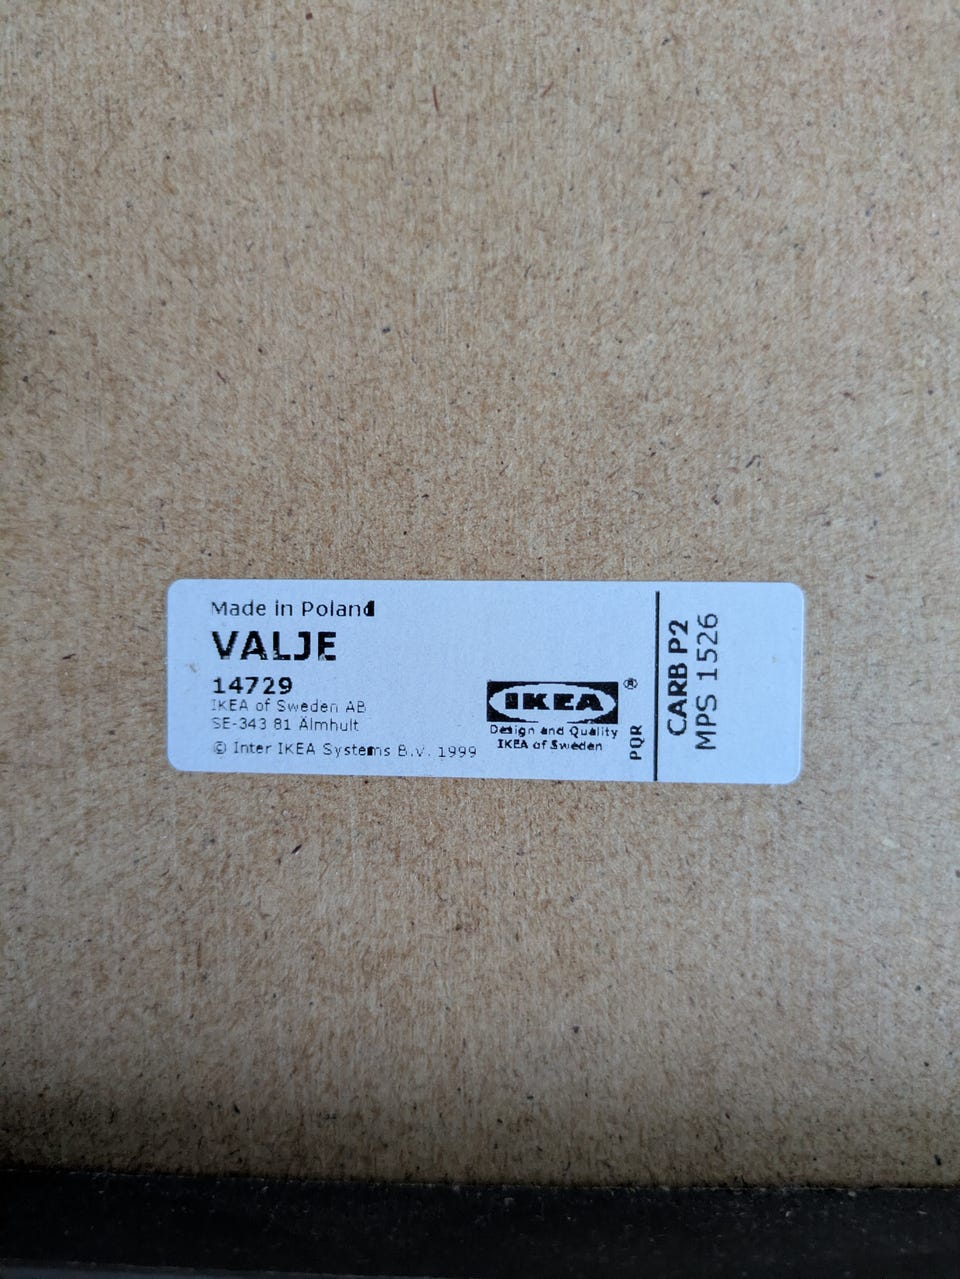 Made in Poland
VALJE
14729
IKEA of Sweden AB
SE-343 81 Älmhult
© Inter IKEA Systems B.V. 1999
IKEA®
Design and Quality
IKEA of Sweden
PQR
CARB P2
MPS 1526